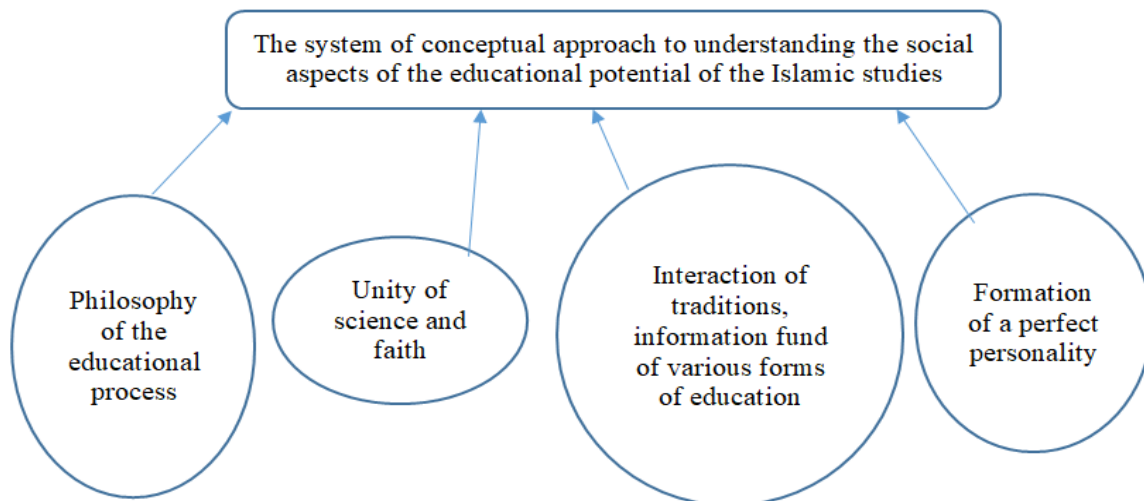 The system of conceptual approach to understanding the social
aspects of the educational potential of the Islamic studies
Philosophy
of the
educational
process
Unity of
science and
faith
Interaction of
traditions,
information fund
of various forms
of education
Formation
of a perfect
personality